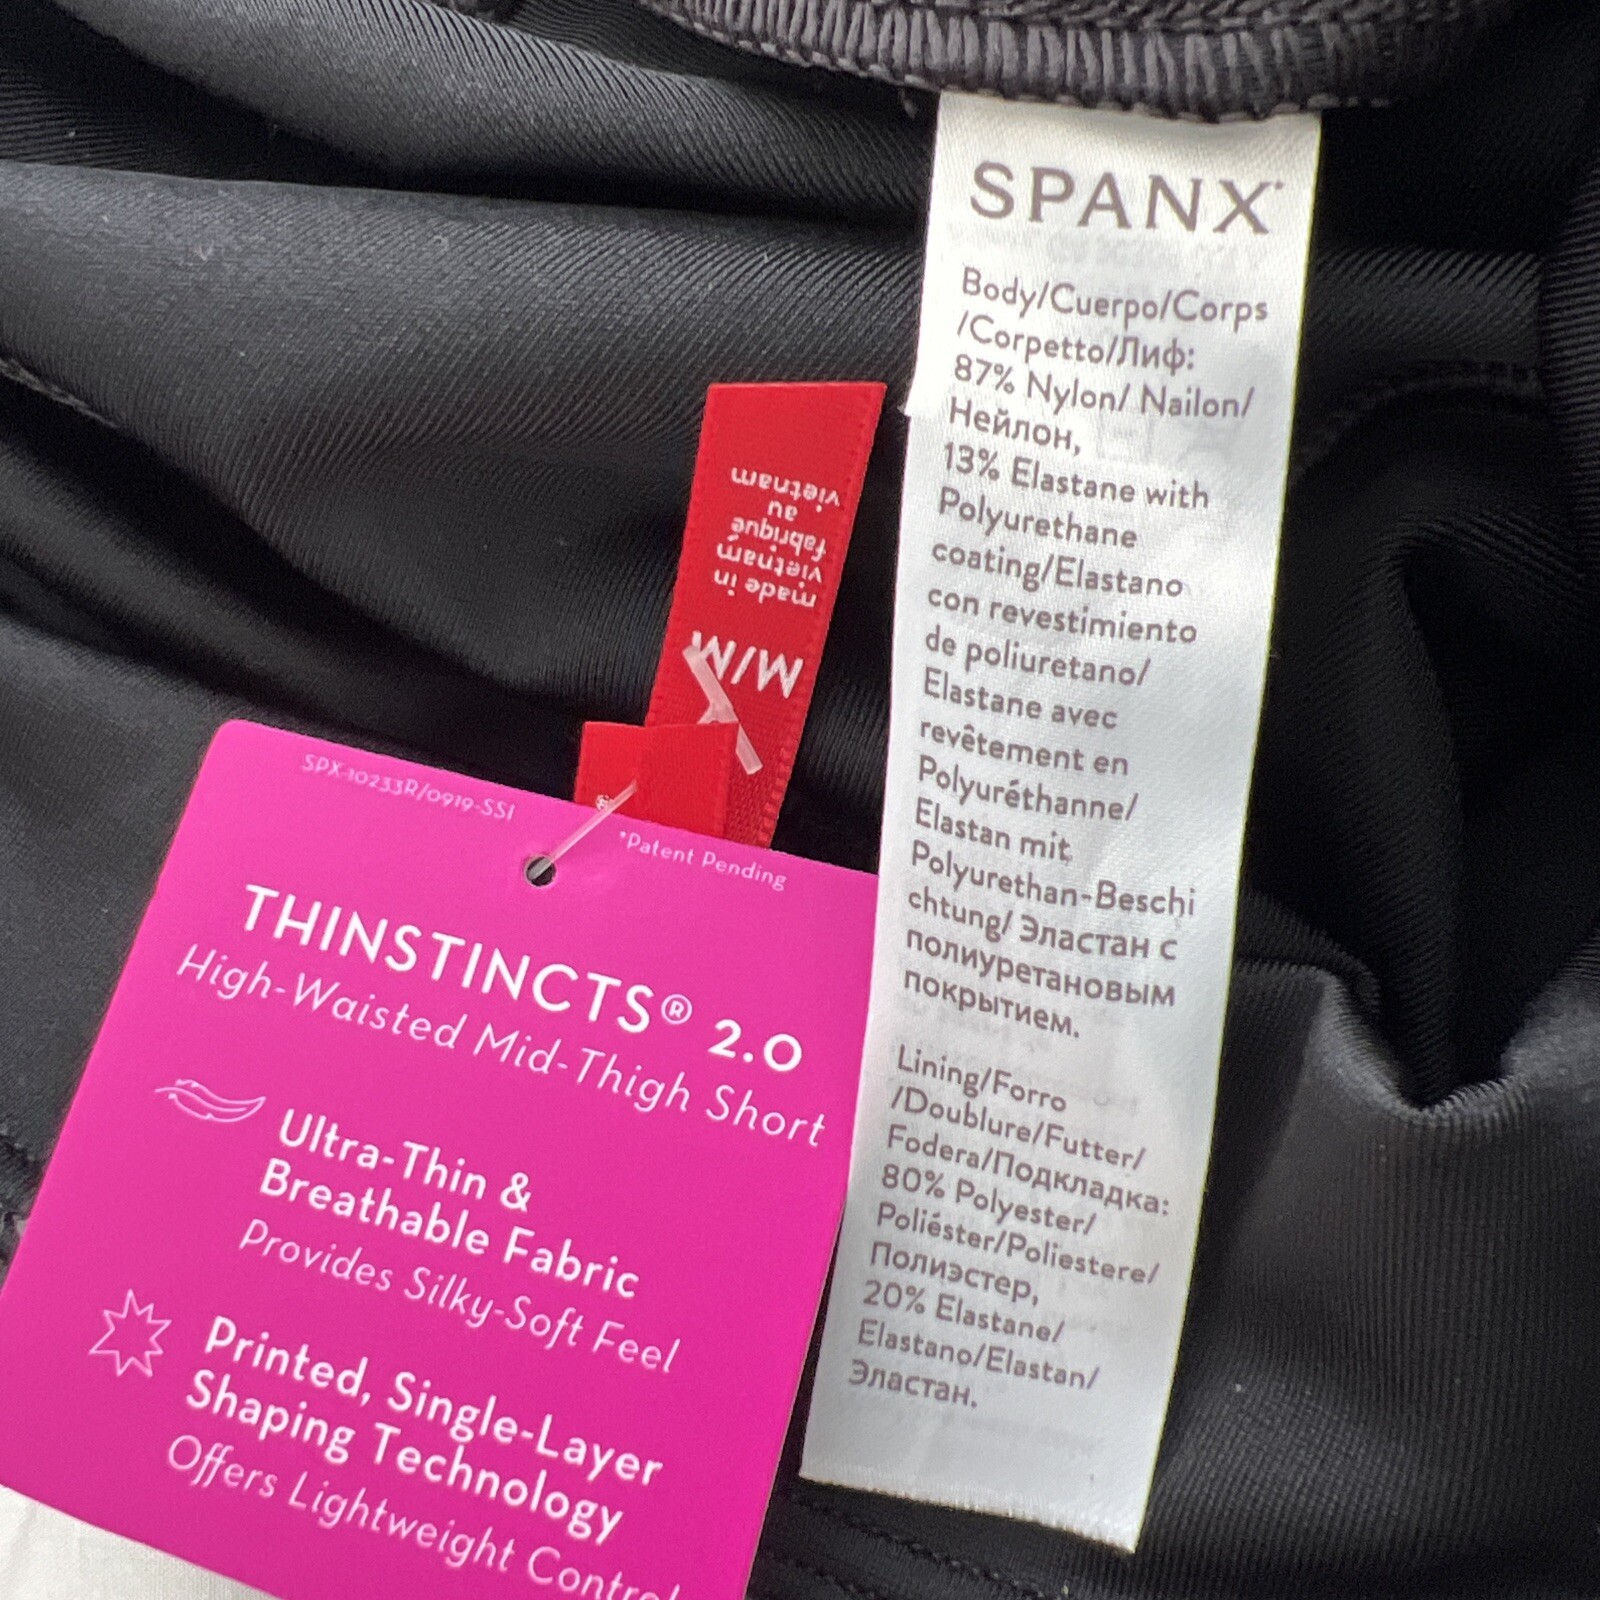 SPANX
Body/Cuerpo/Corps
/Corpetto/Лиф:
87% Nylon/ Nailon/
Нейлон,
13% Elastane with
Polyurethane
coating/Elastano
con revestimiento
de poliuretano/
Elastane avec
revêtement en
Polyuréthanne/
Elastan mit
Polyurethan-Beschi
chtung/ Эластан с
полиуретановым
покрытием.
Lining/Forro
/Doublure/Futter/
Fodera/Подкладка:
80% Polyester/
Poliéster/Poliestere/
Полиэстер,
20% Elastane/
Elastano/Elastan/
Эластан.
M/M
made in
vietnam
fabriqué
au
vietnam
SPX-10233R/0919-SSI
*Patent Pending
THINSTINCTS® 2.0
High-Waisted Mid-Thigh Short
Ultra-Thin &
Breathable Fabric
Provides Silky-Soft Feel
Printed, Single-Layer
Shaping Technology
Offers Lightweight Control